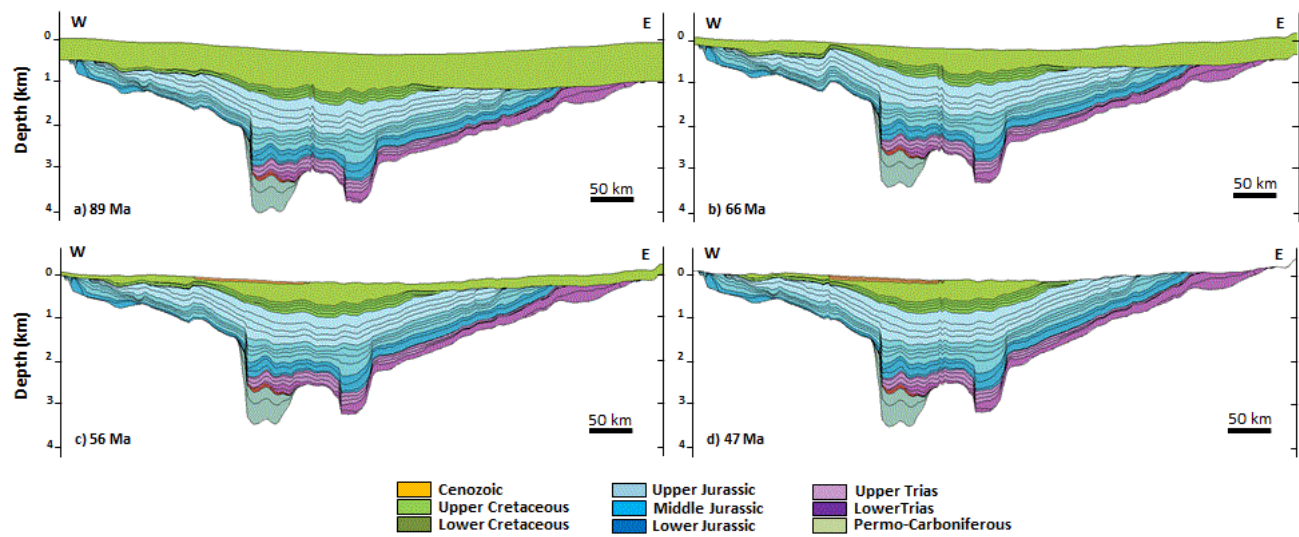 W E
0
1
2
3
4
Depth (km)
50 km
a) 89 Ma
W E
0
1
2
3
4
50 km
b) 66 Ma
W E
0
1
2
3
4
Depth (km)
50 km
c) 56 Ma
W E
0
1
2
3
4
50 km
d) 47 Ma
Cenozoic
Upper Cretaceous
Lower Cretaceous
Upper Jurassic
Middle Jurassic
Lower Jurassic
Upper Trias
LowerTrias
Permo-Carboniferous